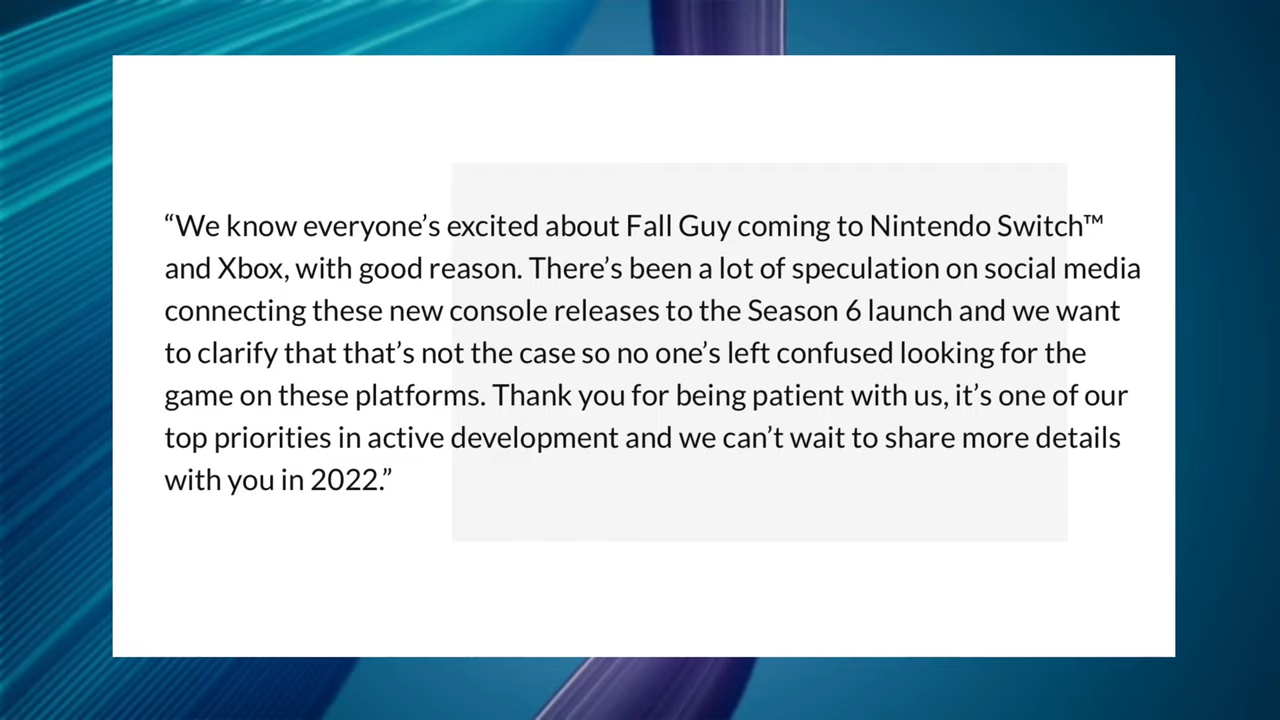 “We know everyone’s excited about Fall Guy coming to Nintendo Switch™
and Xbox, with good reason. There’s been a lot of speculation on social media
connecting these new console releases to the Season 6 launch and we want
to clarify that that’s not the case so no one’s left confused looking for the
game on these platforms. Thank you for being patient with us, it’s one of our
top priorities in active development and we can’t wait to share more details
with you in 2022.”